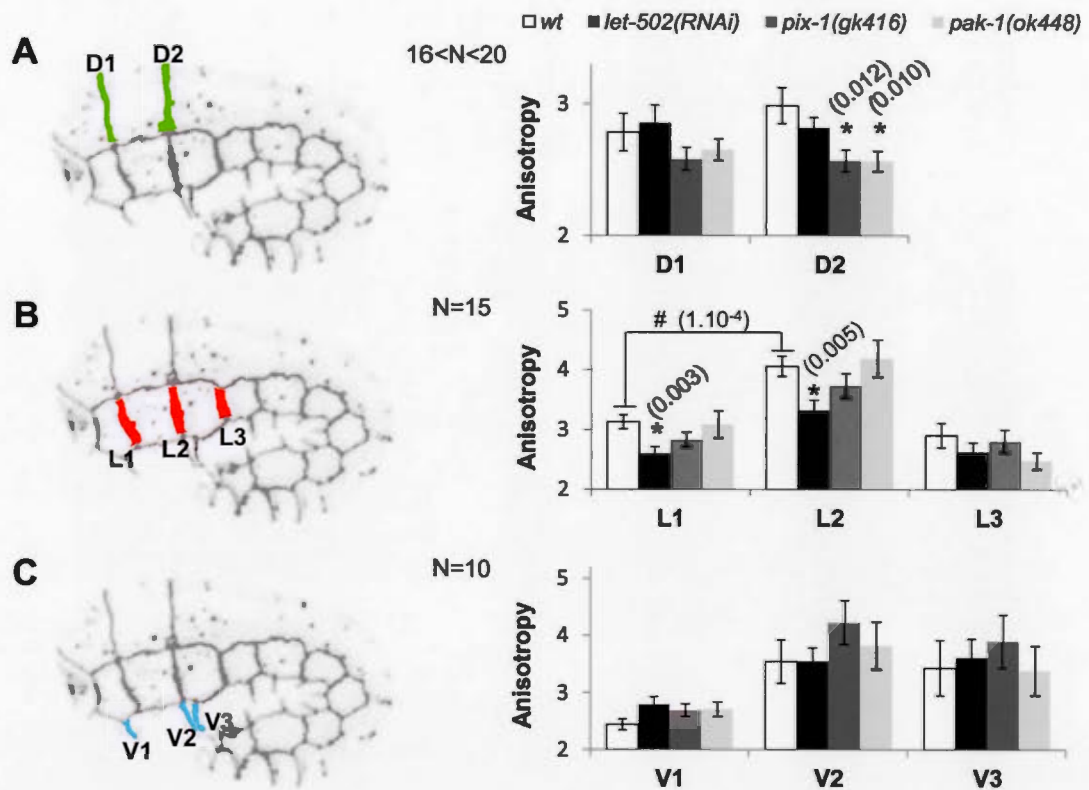 wt let-502(RNAi) pix-1(gk416) pak-1(ok448)
A
D1 D2
16<N<20
Anisotropy
3
2
(0.012) (0.010)
* *
D1 D2
B
L1 L2 L3
N=15
Anisotropy
5
4
3
2
# (1.10-4)
* (0.003)
* (0.005)
L1 L2 L3
C
V1 V2 V3
N=10
Anisotropy
5
4
3
2
V1 V2 V3